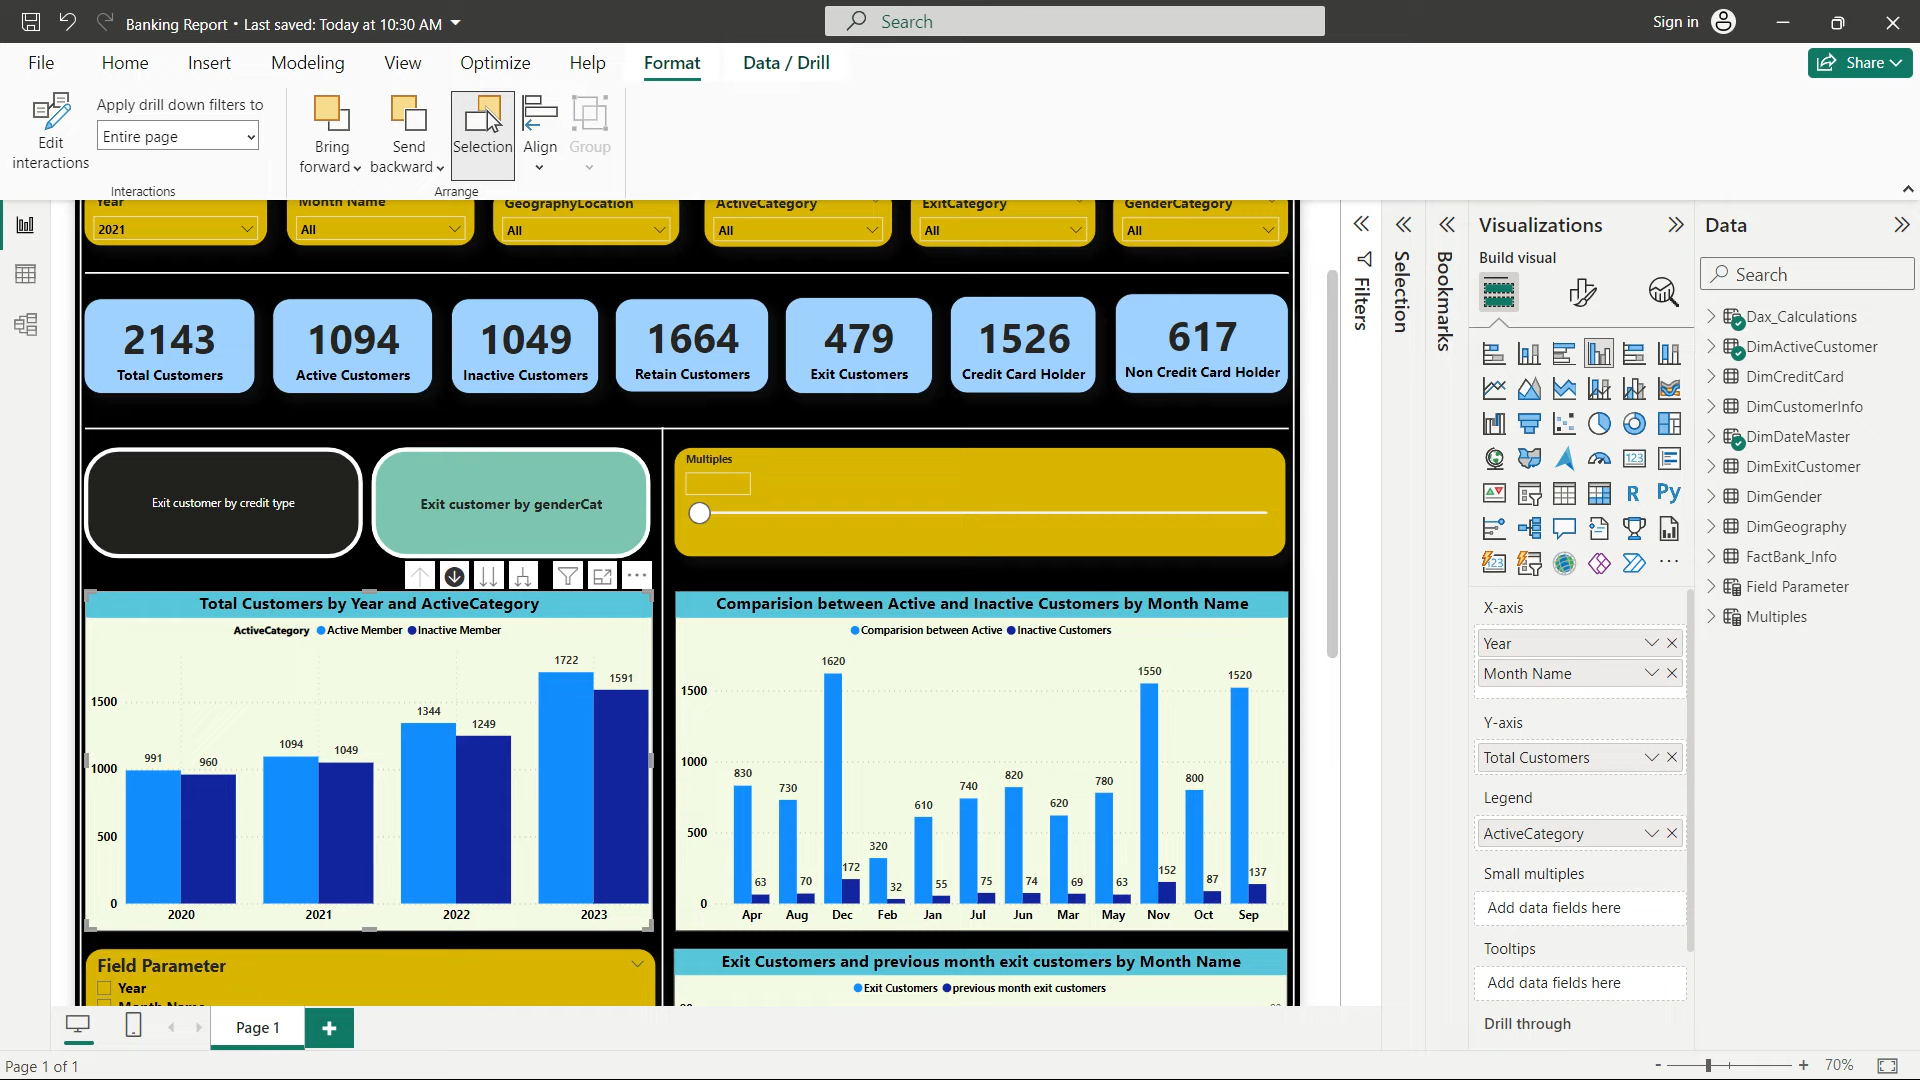 Banking Report • Last saved: Today at 10:30 AM
Search
Sign in
File
Home
Insert
Modeling
View
Optimize
Help
Format
Data / Drill
Share
Edit
interactions
Apply drill down filters to
Entire page
Interactions
Bring
forward
Send
backward
Selection
Align
Group
Arrange
Year
Month Name
GeographyLocation
ActiveCategory
ExitCategory
GenderCategory
2021
All
All
All
All
All
2143
Total Customers
1094
Active Customers
1049
Inactive Customers
1664
Retain Customers
479
Exit Customers
1526
Credit Card Holder
617
Non Credit Card Holder
Exit customer by credit type
Exit customer by genderCat
Multiples
Total Customers by Year and ActiveCategory
ActiveCategory Active Member Inactive Member
1500
1000
500
0
991
960
1094
1049
1344
1249
1722
1591
2020
2021
2022
2023
Comparision between Active and Inactive Customers by Month Name
Comparision between Active Inactive Customers
1500
1000
500
0
830
63
730
70
1620
172
320
32
610
55
740
75
820
74
620
69
780
63
1550
152
800
87
1520
137
Apr
Aug
Dec
Feb
Jan
Jul
Jun
Mar
May
Nov
Oct
Sep
Field Parameter
Year
Month Name
Exit Customers and previous month exit customers by Month Name
Exit Customers previous month exit customers
Filters
Selection
Bookmarks
Visualizations
Build visual
123
R
Py
123
X-axis
Year
Month Name
Y-axis
Total Customers
Legend
ActiveCategory
Small multiples
Add data fields here
Tooltips
Add data fields here
Drill through
Data
Search
Dax_Calculations
DimActiveCustomer
DimCreditCard
DimCustomerInfo
DimDateMaster
DimExitCustomer
DimGender
DimGeography
FactBank_Info
Field Parameter
Multiples
Page 1
Page 1 of 1
- + 70%